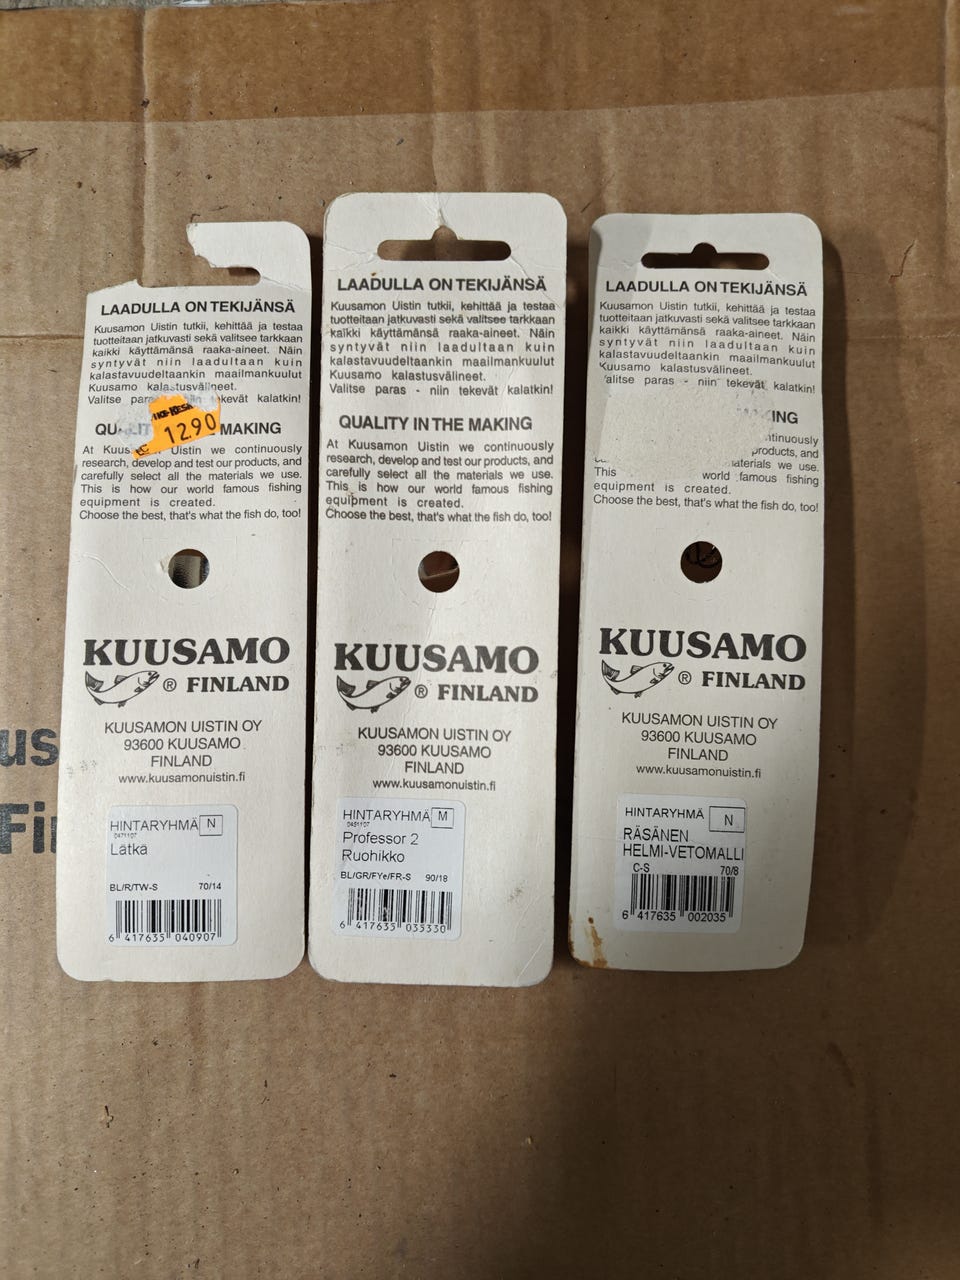 LAADULLA ON TEKIJÄNSÄ
Kuusamon Uistin tutkii, kehittää ja testaa
tuotteitaan jatkuvasti sekä valitsee tarkkaan
kaikki käyttämänsä raaka-aineet. Näin
syntyvät niin laadultaan kuin
kalastavuudeltaankin maailmankuulut
Kuusamo kalastusvälineet.
Valitse tekevät kalatkin!
12.90
MAKING
At Uistin we continuously
research, develop and test our products, and
carefully select all the materials we use.
This is how our world famous fishing
equipment is created.
Choose the best, that's what the fish do, too!
KUUSAMO
® FINLAND
KUUSAMON UISTIN OY
93600 KUUSAMO
FINLAND
www.kuusamonuistin.fi
HINTARYHMÄ N
0471107
Lätkä
BL/R/TW-S 70/14
6 417635 040907
LAADULLA ON TEKIJÄNSÄ
Kuusamon Uistin tutkii, kehittää ja testaa
tuotteitaan jatkuvasti sekä valitsee tarkkaan
kaikki käyttämänsä raaka-aineet. Näin
syntyvät niin laadultaan kuin
kalastavuudeltaankin maailmankuulut
Kuusamo kalastusvälineet.
Valitse paras - niin tekevät kalatkin!
QUALITY IN THE MAKING
At Kuusamon Uistin we continuously
research, develop and test our products, and
carefully select all the materials we use.
This is how our world famous fishing
equipment is created.
Choose the best, that's what the fish do, too!
KUUSAMO
® FINLAND
KUUSAMON UISTIN OY
93600 KUUSAMO
FINLAND
www.kuusamonuistin.fi
HINTARYHMÄ M
0451107
Professor 2
Ruohikko
BL/GR/FYe/FR-S 90/18
6 417635 035330
LAADULLA ON TEKIJÄNSÄ
Kuusamon Uistin tutkii, kehittää ja testaa
tuotteitaan jatkuvasti sekä valitsee tarkkaan
kaikki käyttämänsä raaka-aineet. Näin
syntyvät niin laadultaan kuin
kalastavuudeltaankin maailmankuulut
Kuusamo kalastusvälineet.
Valitse paras - niin tekevät kalatkin!
products, and
materials we use.
This world famous fishing
equipment is created.
Choose the best, that's what the fish do, too!
KUUSAMO
® FINLAND
KUUSAMON UISTIN OY
93600 KUUSAMO
FINLAND
www.kuusamonuistin.fi
HINTARYHMÄ N
RÄSÄNEN
HELMI-VETOMALLI
C-S 70/8
6 417635 002035